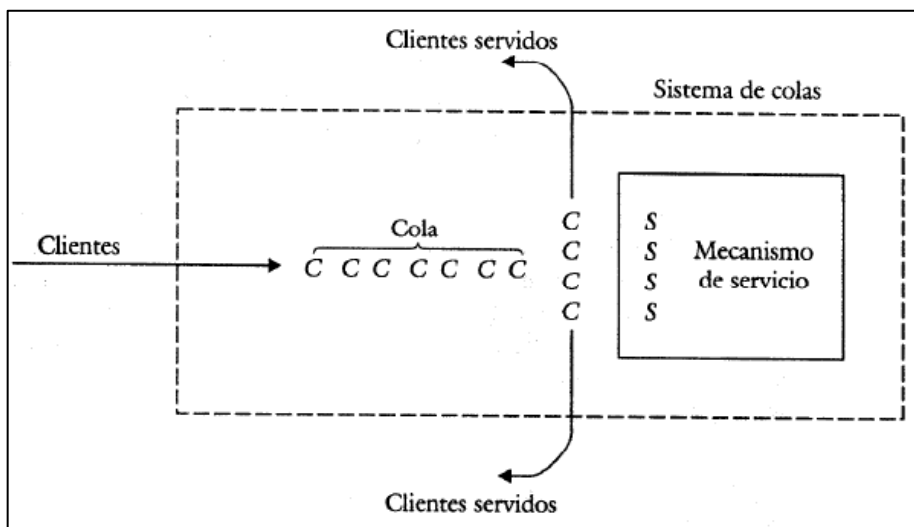 Clientes servidos
Sistema de colas
Cola
Clientes
C C C C C C C
C
C
C
C
S
S
S
S
Mecanismo
de servicio
Clientes servidos